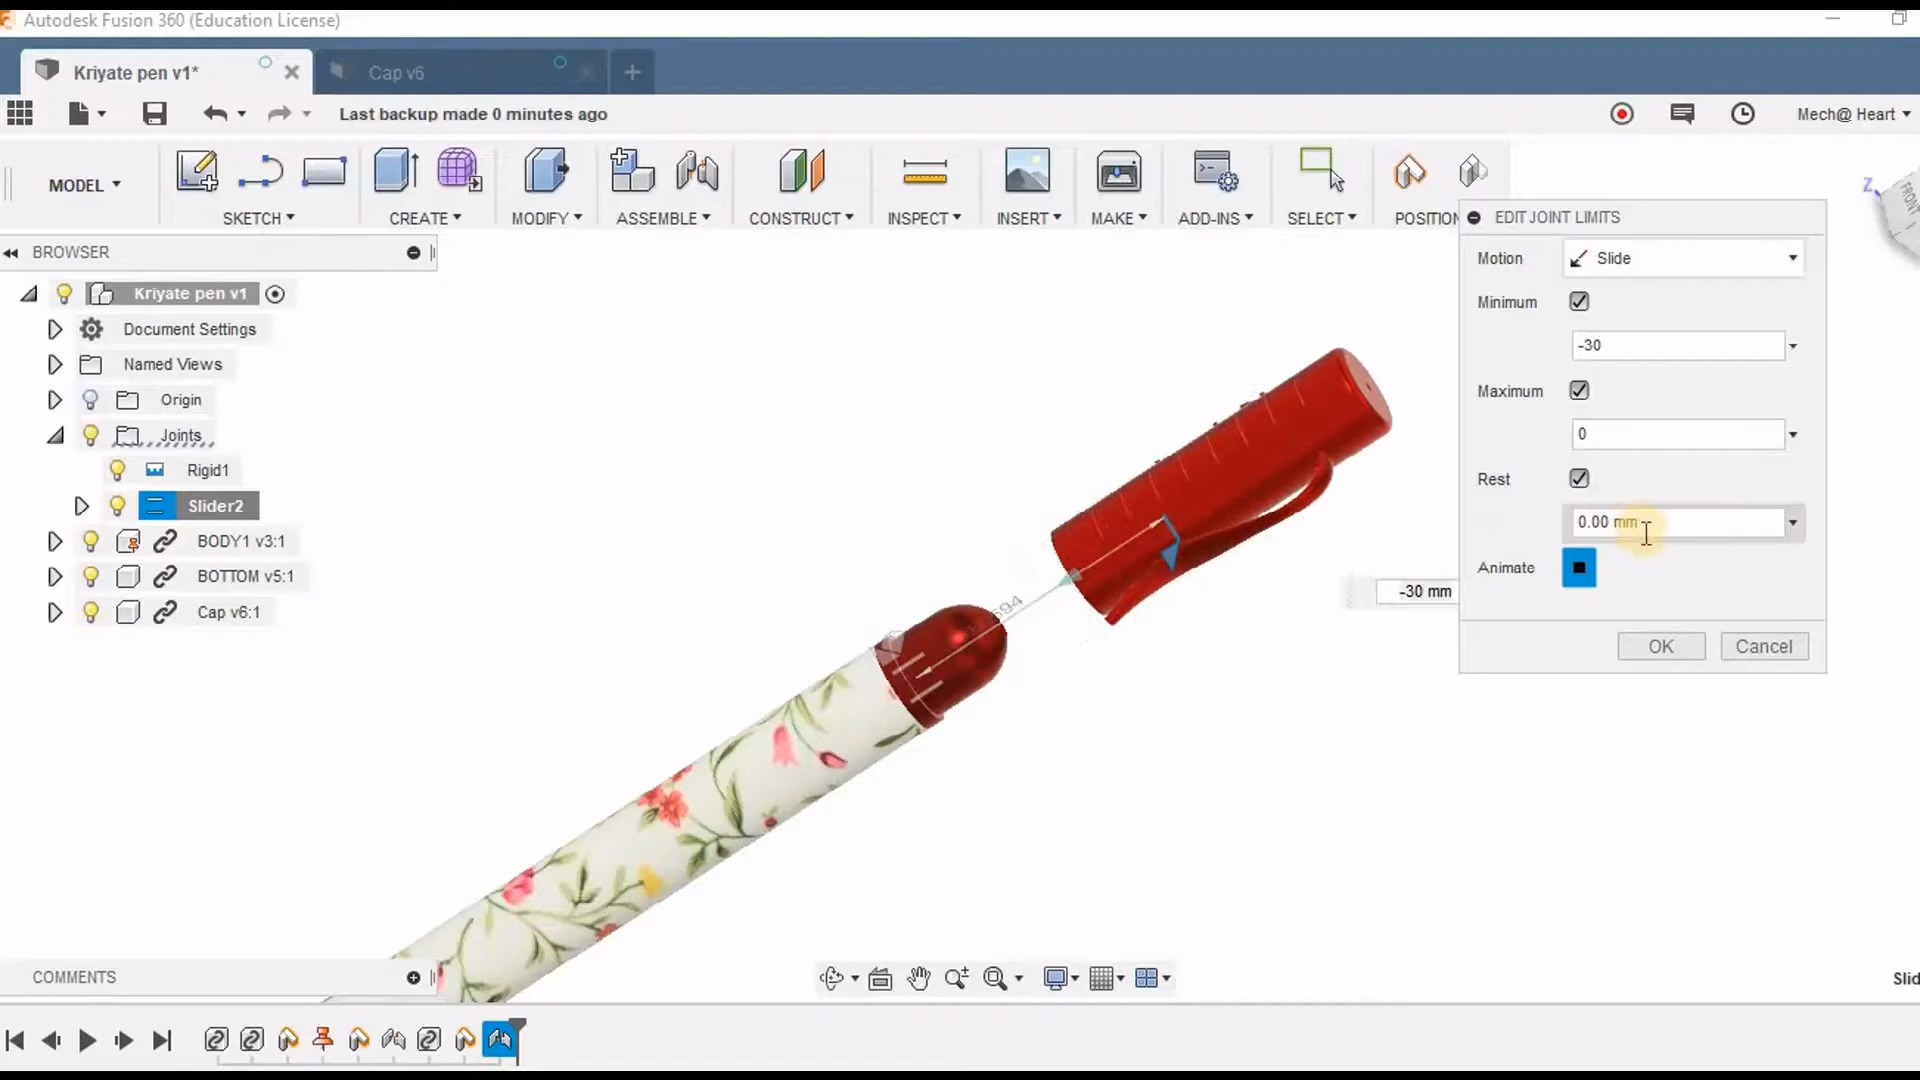 Autodesk Fusion 360 (Education License)
Kriyate pen v1*
Cap v6
Last backup made 0 minutes ago
Mech@ Heart
MODEL
SKETCH
CREATE
MODIFY
ASSEMBLE
CONSTRUCT
INSPECT
INSERT
MAKE
ADD-INS
SELECT
POSITION
Z
FRONT
BROWSER
Kriyate pen v1
Document Settings
Named Views
Origin
Joints
Rigid1
Slider2
BODY1 v3:1
BOTTOM v5:1
Cap v6:1
EDIT JOINT LIMITS
Motion
Slide
Minimum
-30
Maximum
0
Rest
0.00 mm
Animate
-30 mm
OK
Cancel
COMMENTS
Slid